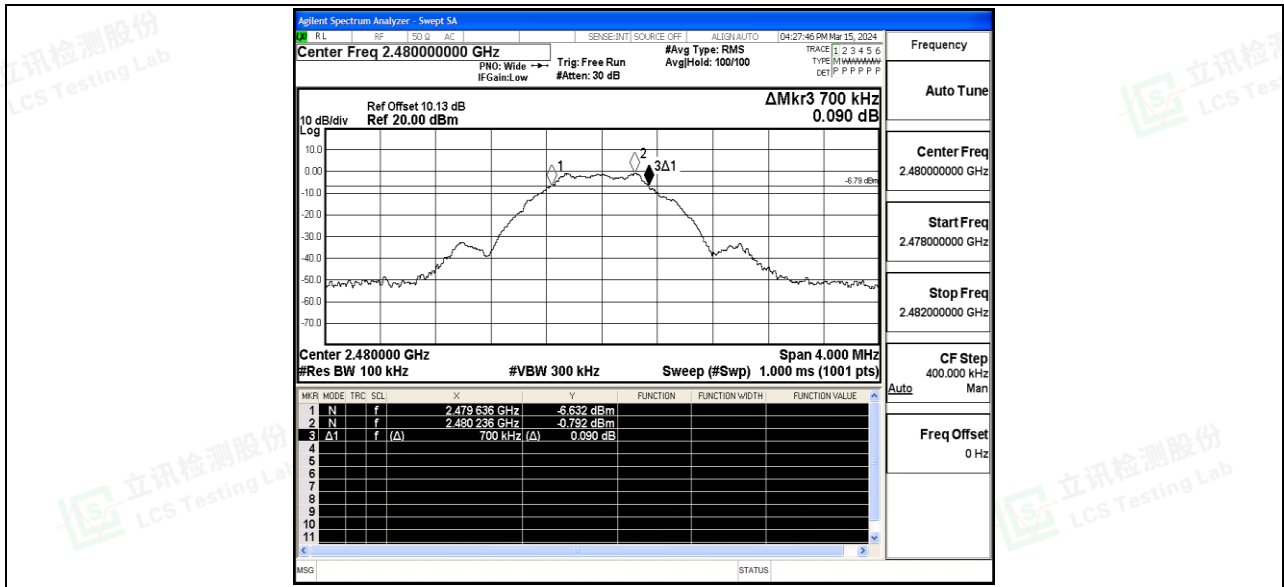 Agilent Spectrum Analyzer - Swept SA
RL RF 50 Ω AC SENSE:INT SOURCE OFF ALIGNAUTO 04:27:46 PM Mar 15, 2024
Center Freq 2.480000000 GHz
#Avg Type: RMS
TRACE 1 2 3 4 5 6
PNO: Wide Trig: Free Run Avg|Hold: 100/100
TYPE MWWWWW
IFGain:Low #Atten: 30 dB
DET P P P P P P
Frequency
Auto Tune
ΔMkr3 700 kHz
0.090 dB
Ref Offset 10.13 dB
10 dB/div Ref 20.00 dBm
Log
10.0
0.00
-10.0
-20.0
-30.0
-40.0
-50.0
-60.0
-70.0
1
2
3Δ1
-6.79 dBm
Center Freq
2.480000000 GHz
Start Freq
2.478000000 GHz
Stop Freq
2.482000000 GHz
Center 2.480000 GHz Span 4.000 MHz
#Res BW 100 kHz #VBW 300 kHz Sweep (#Swp) 1.000 ms (1001 pts)
CF Step
400.000 kHz
Auto Man
Freq Offset
0 Hz
MKR MODE TRC SCL X Y FUNCTION FUNCTION WIDTH FUNCTION VALUE
1 N f 2.479 636 GHz -6.632 dBm
2 N f 2.480 236 GHz -0.792 dBm
3 Δ1 f (Δ) 700 kHz (Δ) 0.090 dB
4
5
6
7
8
9
10
11
MSG STATUS
立讯检测股份
LCS Testing Lab
立讯检
LCS Tes
立讯检测股份
LCS Testing Lab
立讯检测股份
LCS Testing Lab